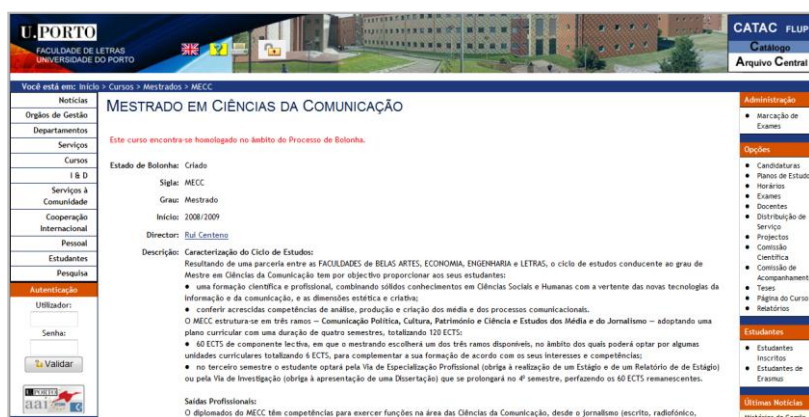 U.PORTO
FACULDADE DE LETRAS
UNIVERSIDADE DO PORTO
CATAC FLUP
Catálogo
Arquivo Central
Você está em: Início > Cursos > Mestrados > MECC
Notícias
Orgãos de Gestão
Departamentos
Serviços
Cursos
I & D
Serviços à
Comunidade
Cooperação
Internacional
Pessoal
Estudantes
Pesquisa
Autenticação
Utilizador:
Senha:
Validar
U.PORTO
aai
MESTRADO EM CIÊNCIAS DA COMUNICAÇÃO
Este curso encontra-se homologado no âmbito do Processo de Bolonha.
Estado de Bolonha: Criado
Sigla: MECC
Grau: Mestrado
Início: 2008/2009
Director: Rui Centeno
Descrição: Caracterização do Ciclo de Estudos:
Resultando de uma parceria entre as FACULDADES de BELAS ARTES, ECONOMIA, ENGENHARIA e LETRAS, o ciclo de estudos conducente ao grau de
Mestre em Ciências da Comunicação tem por objectivo proporcionar aos seus estudantes:
• uma formação científica e profissional, combinando sólidos conhecimentos em Ciências Sociais e Humanas com a vertente das novas tecnologias da
informação e da comunicação, e as dimensões estética e criativa;
• conferir acrescidas competências de análise, produção e criação dos média e dos processos comunicacionais.
O MECC estrutura-se em três ramos — Comunicação Política, Cultura, Património e Ciência e Estudos dos Média e do Jornalismo — adoptando uma
plano curricular com uma duração de quatro semestres, totalizando 120 ECTS:
• 60 ECTS de componente lectiva, em que o mestrando escolherá um dos três ramos disponíveis, no âmbito dos quais poderá optar por algumas
unidades curriculares totalizando 6 ECTS, para complementar a sua formação de acordo com os seus interesses e competências;
• no terceiro semestre o estudante optará pela Via de Especialização Profissional (obriga à realização de um Estágio e de um Relatório de Estágio)
ou pela Via de Investigação (obriga à apresentação de uma Dissertação) que se prolongará no 4º semestre, perfazendo os 60 ECTS remanescentes.
Saídas Profissionais:
O diplomados do MECC têm competências para exercer funções na área das Ciências da Comunicação, desde o jornalismo (escrito, radiofónico,
Administração
• Marcação de
Exames
Opções
• Candidaturas
• Planos de Estudo
• Horários
• Exames
• Docentes
• Distribuição de
Serviço
• Projectos
• Comissão
Científica
• Comissão de
Acompanhament
• Teses
• Página do Curso
• Relatórios
Estudantes
• Estudantes
Inscritos
• Estudantes de
Erasmus
Últimas Notícias